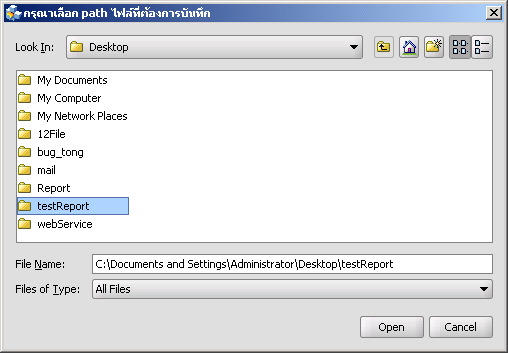 กรุณาเลือก path ไฟล์ที่ต้องการบันทึก
Look In: Desktop
My Documents
My Computer
My Network Places
12File
bug_tong
mail
Report
testReport
webService
File Name: C:\Documents and Settings\Administrator\Desktop\testReport
Files of Type: All Files
Open Cancel